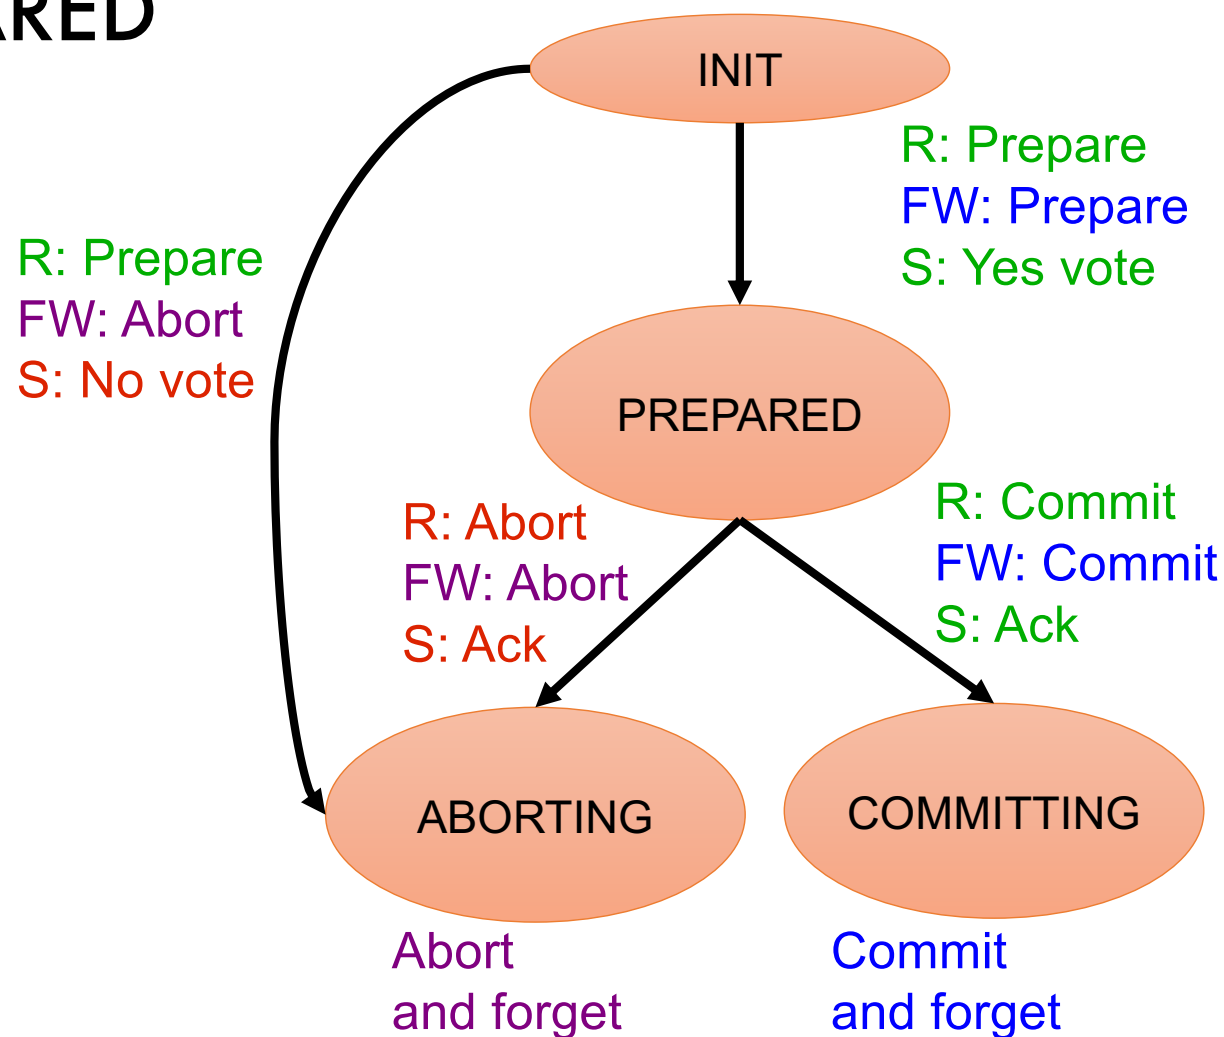 INIT
R: Prepare
FW: Prepare
S: Yes vote
R: Prepare
FW: Abort
S: No vote
PREPARED
R: Abort
FW: Abort
S: Ack
R: Commit
FW: Commit
S: Ack
ABORTING
COMMITTING
Abort
and forget
Commit
and forget